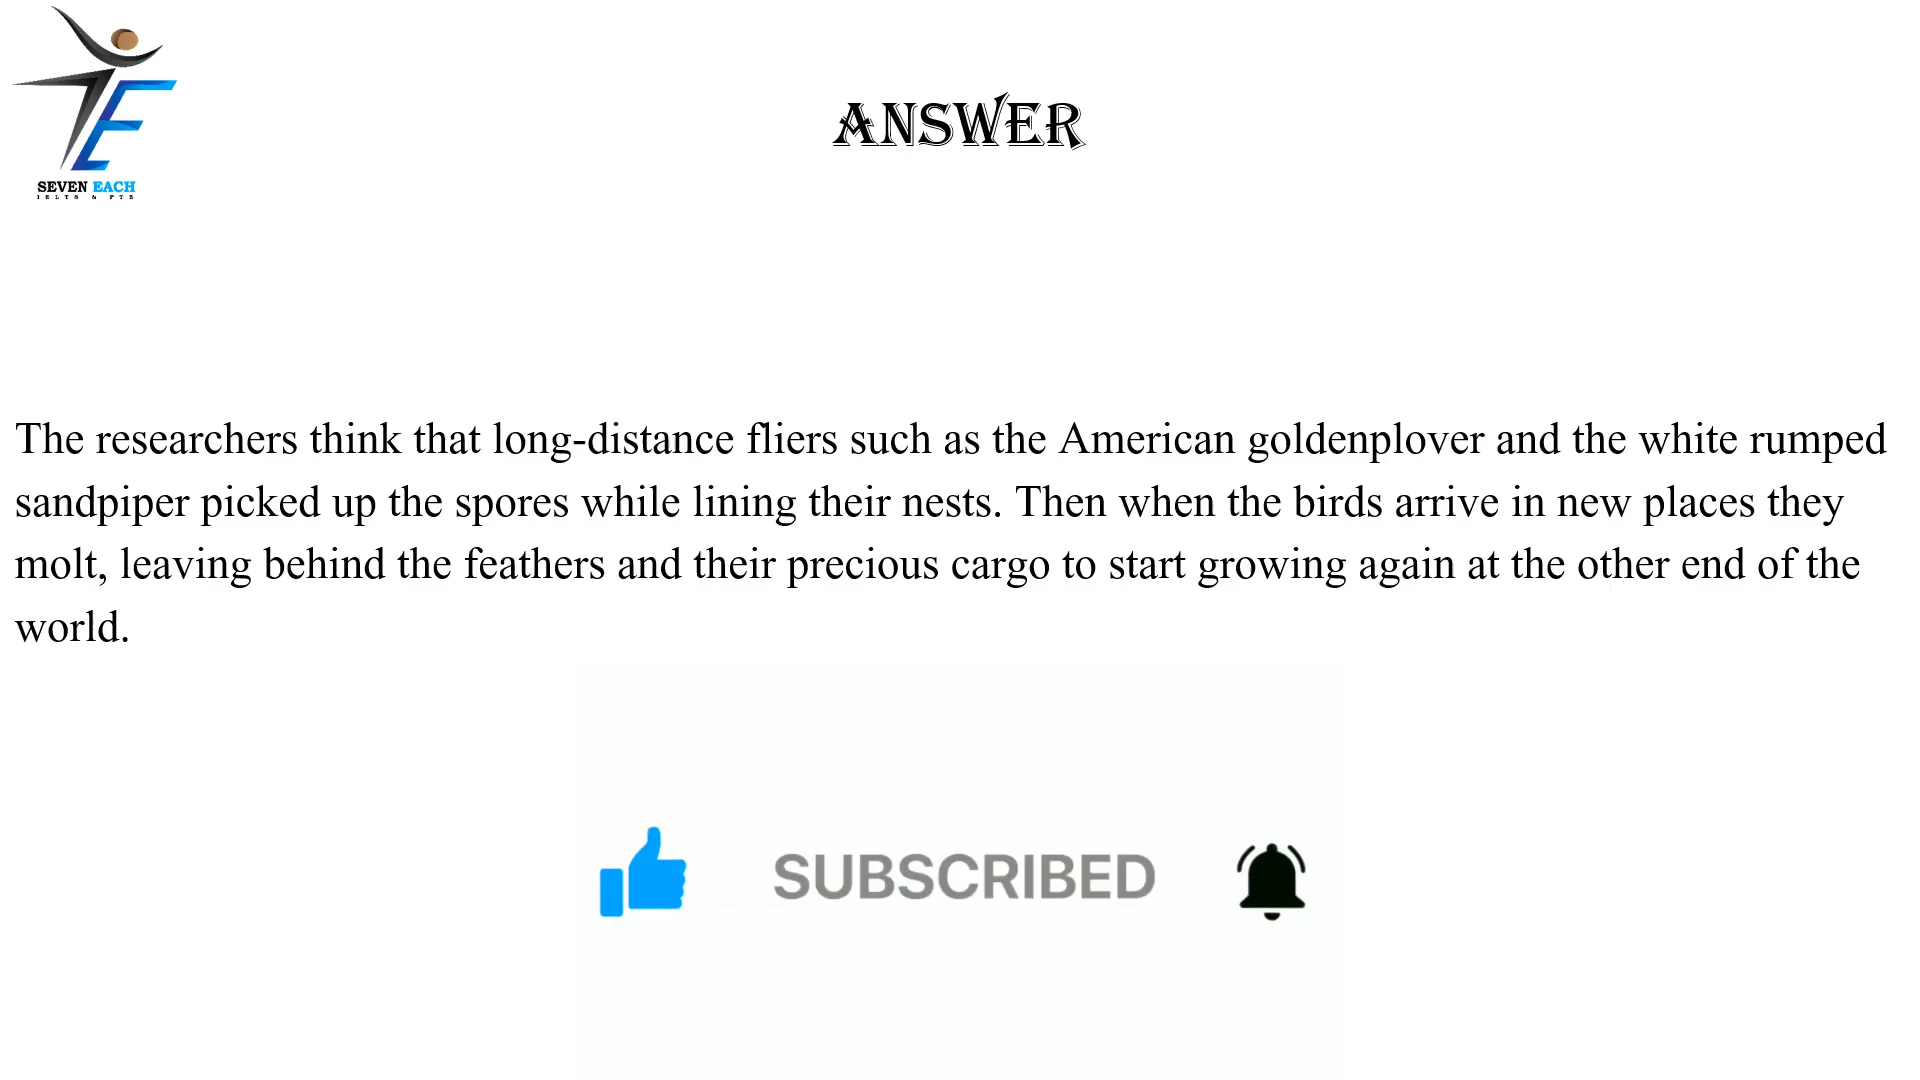 SEVEN EACH
IELTS & PTE
ANSWER
The researchers think that long-distance fliers such as the American goldenplover and the white rumped
sandpiper picked up the spores while lining their nests. Then when the birds arrive in new places they
molt, leaving behind the feathers and their precious cargo to start growing again at the other end of the
world.
SUBSCRIBED